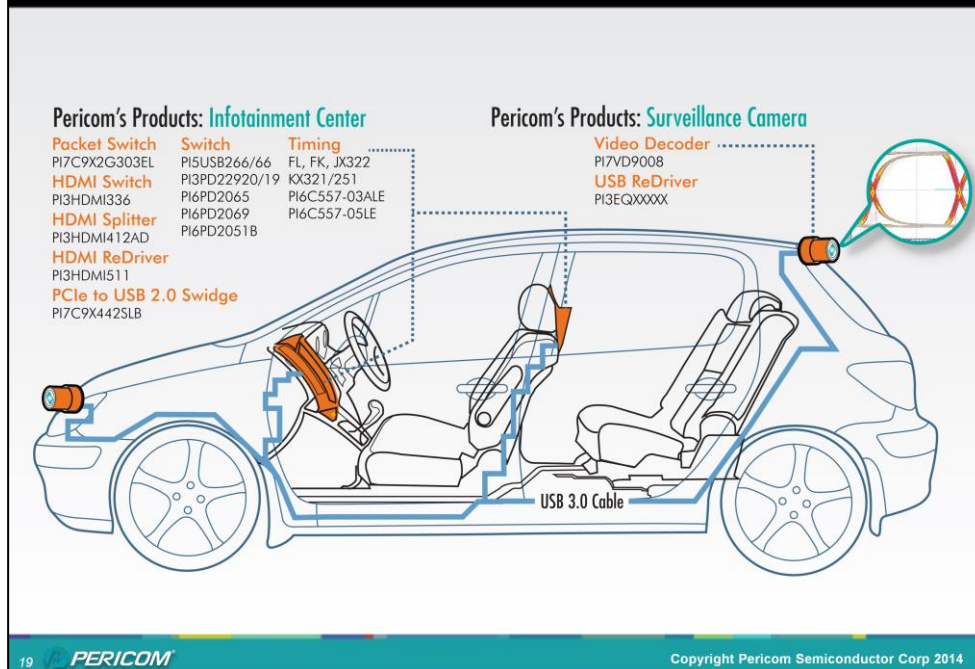 Pericom's Products: Infotainment Center
Packet Switch
PI7C9X2G303EL
HDMI Switch
PI3HDMI336
HDMI Splitter
PI3HDMI412AD
HDMI ReDriver
PI3HDMI511
PCIe to USB 2.0 Swidge
PI7C9X442SLB
Switch
PI5USB266/66
PI3PD22920/19
PI6PD2065
PI6PD2069
PI6PD2051B
Timing
FL, FK, JX322
KX321/251
PI6C557-03ALE
PI6C557-05LE
Pericom's Products: Surveillance Camera
Video Decoder
PI7VD9008
USB ReDriver
PI3EQXXXXX
USB 3.0 Cable
19 PERICOM®
Copyright Pericom Semiconductor Corp 2014